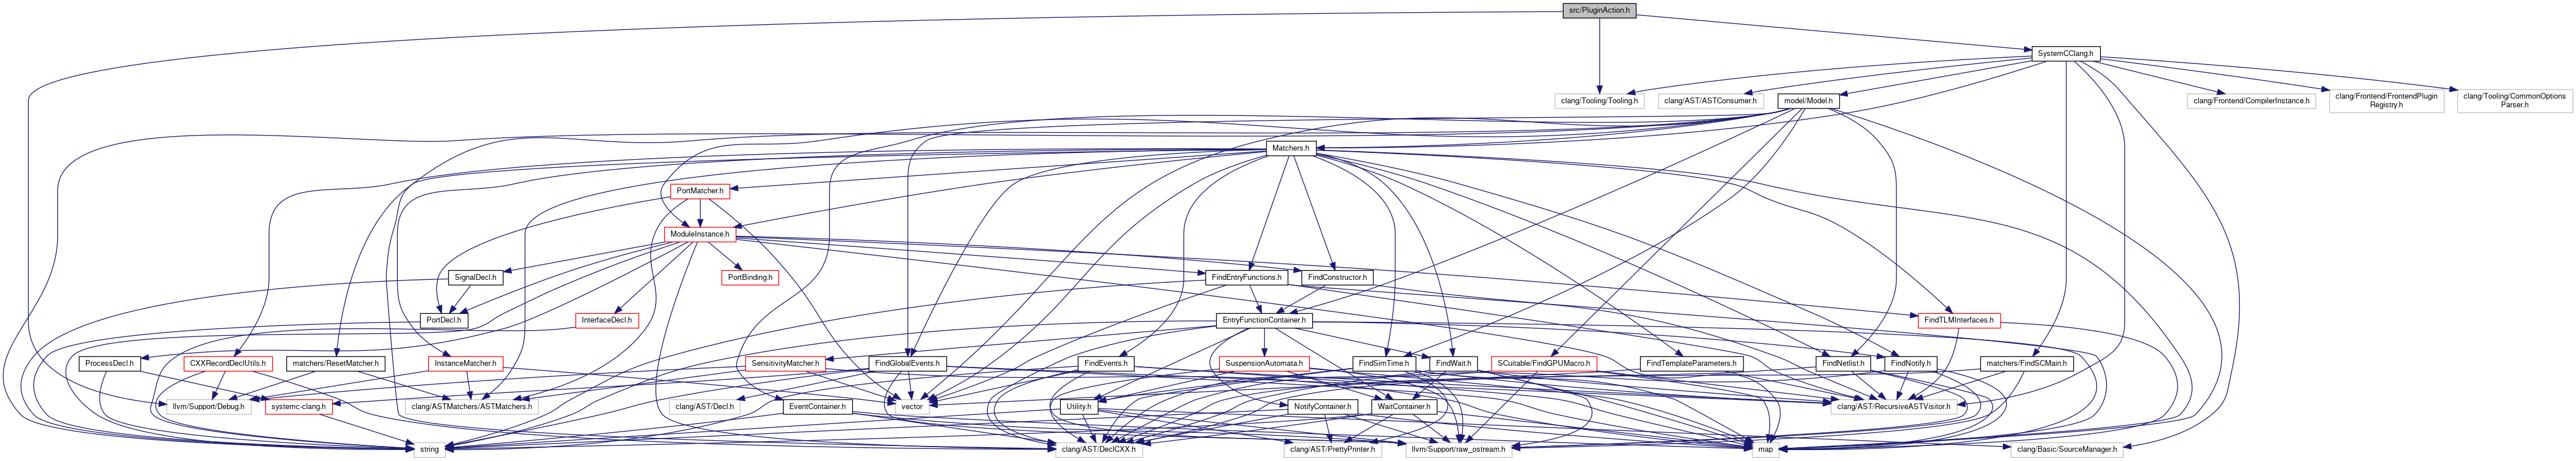 src/PluginAction.h
SystemCClang.h
clang/Tooling/Tooling.h
clang/AST/ASTConsumer.h
model/Model.h
clang/Frontend/CompilerInstance.h
clang/Frontend/FrontendPlugin
Registry.h
clang/Tooling/CommonOptions
Parser.h
Matchers.h
PortMatcher.h
ModuleInstance.h
SignalDecl.h
PortBinding.h
FindEntryFunctions.h
FindConstructor.h
PortDecl.h
InterfaceDecl.h
EntryFunctionContainer.h
FindTLMInterfaces.h
ProcessDecl.h
CXXRecordDeclUtils.h
matchers/ResetMatcher.h
InstanceMatcher.h
SensitivityMatcher.h
FindGlobalEvents.h
FindEvents.h
SuspensionAutomata.h
FindSimTime.h
FindWait.h
SCuitable/FindGPUMacro.h
FindTemplateParameters.h
FindNetlist.h
FindNotify.h
matchers/FindSCMain.h
llvm/Support/Debug.h
systemc-clang.h
clang/ASTMatchers/ASTMatchers.h
clang/AST/Decl.h
EventContainer.h
vector
Utility.h
NotifyContainer.h
WaitContainer.h
clang/AST/RecursiveASTVisitor.h
string
clang/AST/DeclCXX.h
clang/AST/PrettyPrinter.h
llvm/Support/raw_ostream.h
map
clang/Basic/SourceManager.h